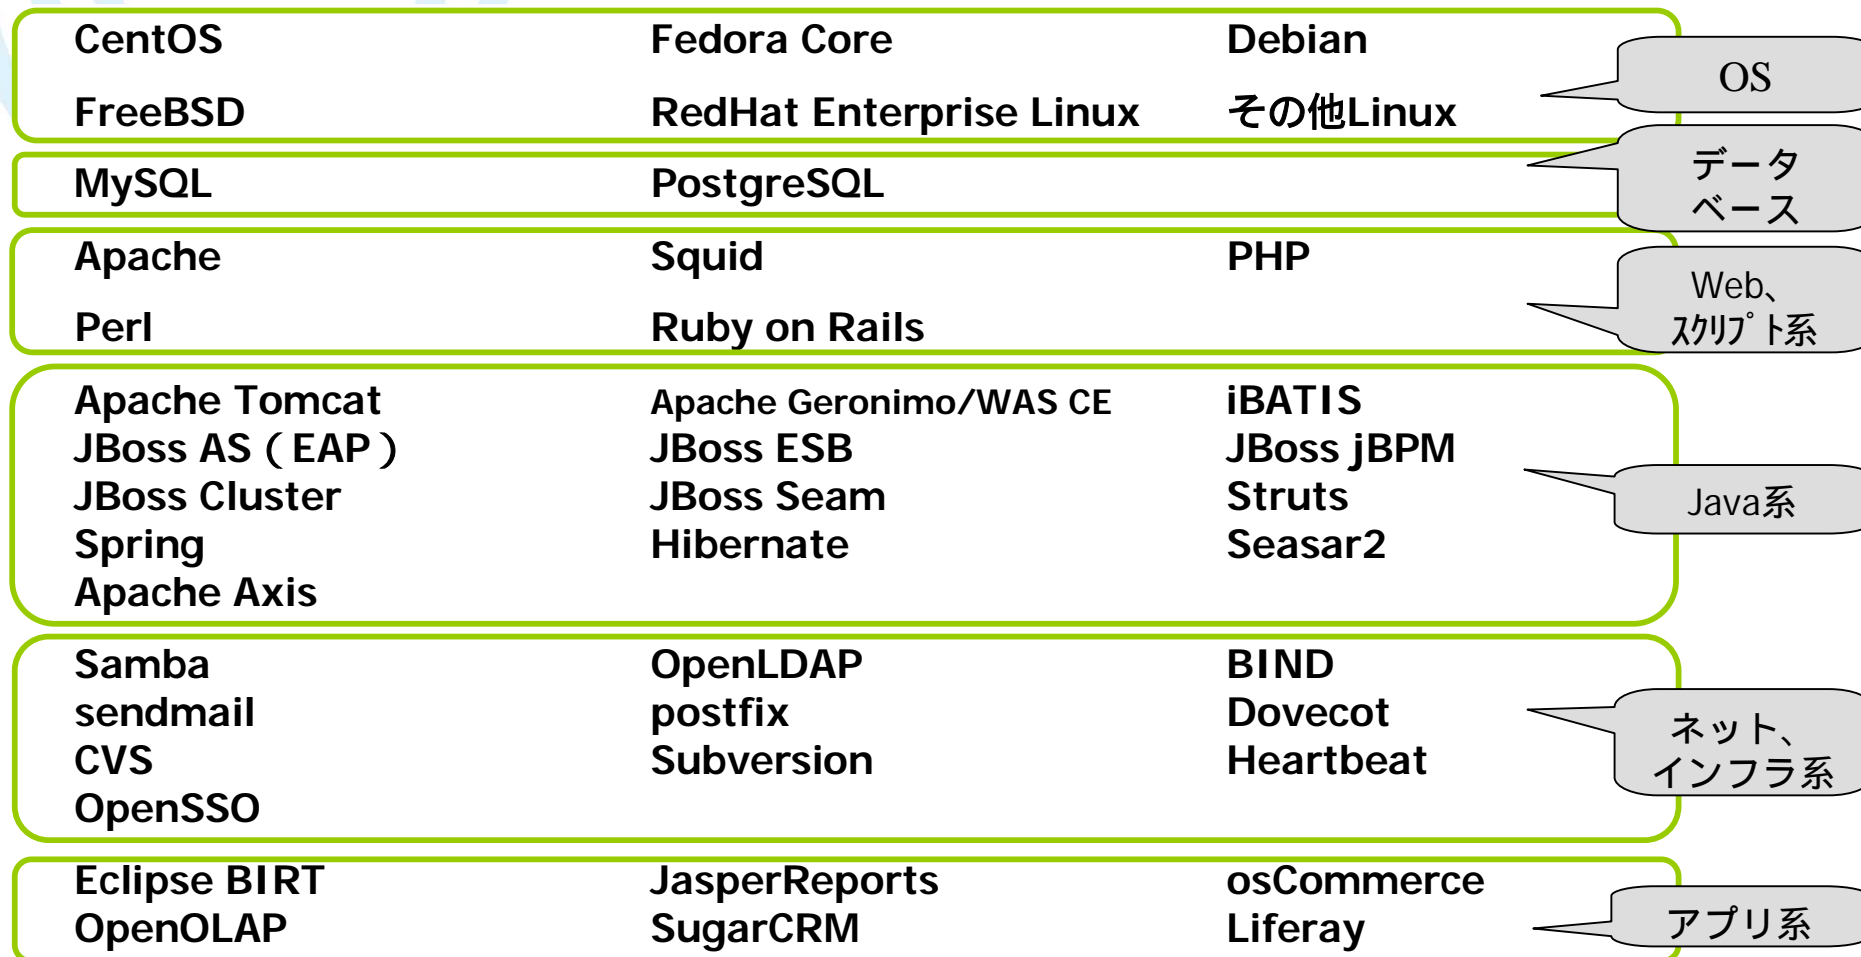 CentOS Fedora Core Debian
FreeBSD RedHat Enterprise Linux その他Linux
OS
MySQL PostgreSQL
データ
ベース
Apache Squid PHP
Perl Ruby on Rails
Web、
ｽｸﾘﾌﾟﾄ系
Apache Tomcat Apache Geronimo/WAS CE iBATIS
JBoss AS（EAP） JBoss ESB JBoss jBPM
JBoss Cluster JBoss Seam Struts
Spring Hibernate Seasar2
Apache Axis
Java系
Samba OpenLDAP BIND
sendmail postfix Dovecot
CVS Subversion Heartbeat
OpenSSO
ネット、
インフラ系
Eclipse BIRT JasperReports osCommerce
OpenOLAP SugarCRM Liferay
アプリ系